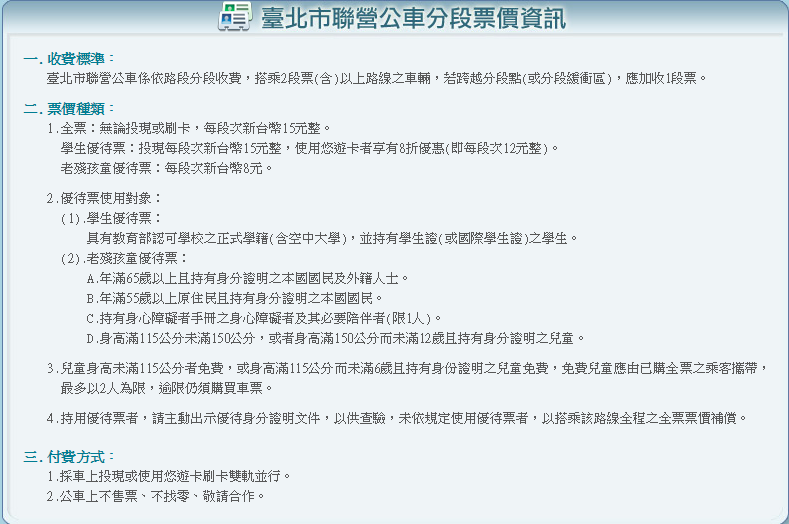 臺北市聯營公車分段票價資訊
一. 收費標準：
臺北市聯營公車係依路段分段收費，搭乘2段票(含)以上路線之車輛，若跨越分段點(或分段緩衝區)，應加收1段票。
二. 票價種類：
1.全票：無論投現或刷卡，每段次新台幣15元整。
學生優待票：投現每段次新台幣15元整，使用悠遊卡者享有8折優惠(即每段次12元整)。
老殘孩童優待票：每段次新台幣8元。
2.優待票使用對象：
(1).學生優待票：
具有教育部認可學校之正式學籍(含空中大學)，並持有學生證(或國際學生證)之學生。
(2).老殘孩童優待票：
A.年滿65歲以上且持有身分證明之本國國民及外籍人士。
B.年滿55歲以上原住民且持有身分證明之本國國民。
C.持有身心障礙者手冊之身心障礙者及其必要陪伴者(限1人)。
D.身高滿115公分未滿150公分，或者身高滿150公分而未滿12歲且持有身分證明之兒童。
3.兒童身高未滿115公分者免費，或身高滿115公分而未滿6歲且持有身份證明之兒童免費，免費兒童應由已購全票之乘客攜帶，
最多以2人為限，逾限仍須購買車票。
4.持用優待票者，請主動出示優待身分證明文件，以供查驗，未依規定使用優待票者，以搭乘該路線全程之全票票價補償。
三. 付費方式：
1.採車上投現或使用悠遊卡刷卡雙軌並行。
2.公車上不售票、不找零、敬請合作。